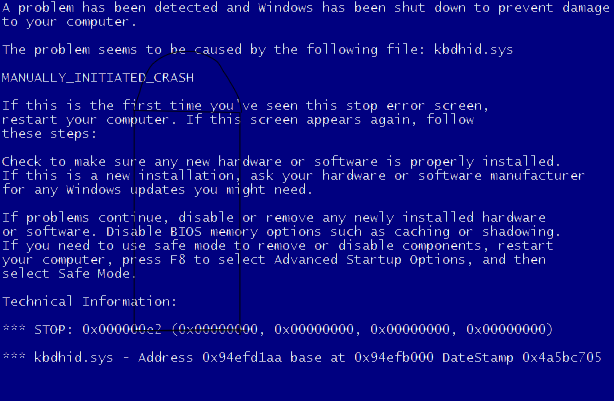 A problem has been detected and Windows has been shut down to prevent damage
to your computer.
The problem seems to be caused by the following file: kbdhid.sys
MANUALLY_INITIATED_CRASH
If this is the first time you've seen this stop error screen,
restart your computer. If this screen appears again, follow
these steps:
Check to make sure any new hardware or software is properly installed.
If this is a new installation, ask your hardware or software manufacturer
for any Windows updates you might need.
If problems continue, disable or remove any newly installed hardware
or software. Disable BIOS memory options such as caching or shadowing.
If you need to use safe mode to remove or disable components, restart
your computer, press F8 to select Advanced Startup Options, and then
select Safe Mode.
Technical Information:
*** STOP: 0x000000e2 (0x00000000, 0x00000000, 0x00000000, 0x00000000)
*** kbdhid.sys - Address 0x94efd1aa base at 0x94efb000 DateStamp 0x4a5bc705